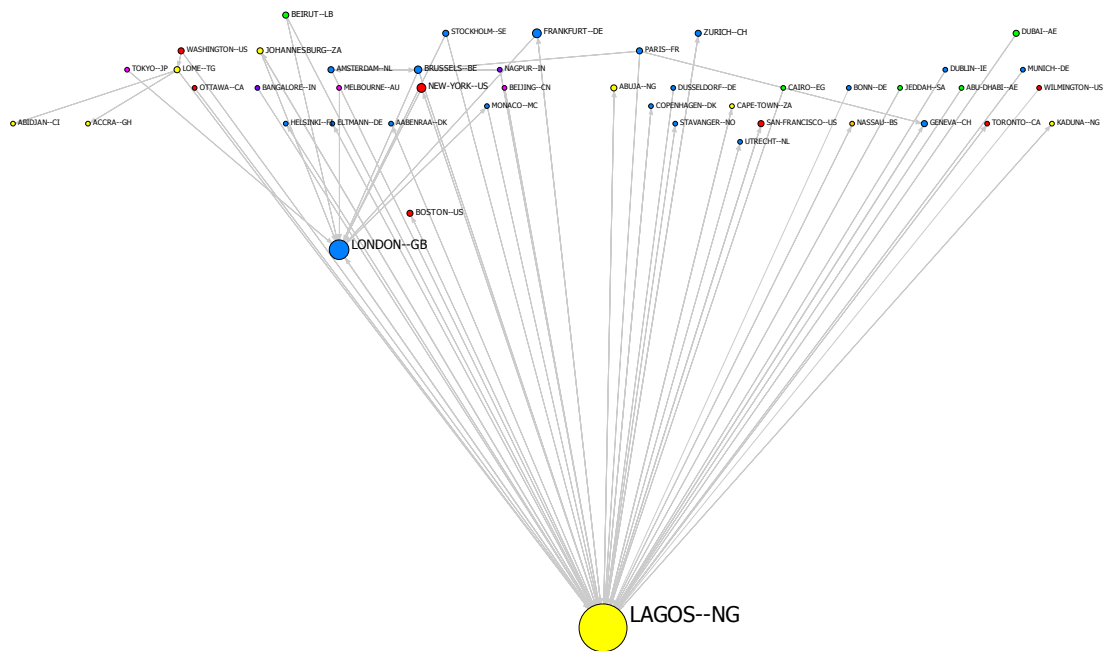 BEIRUT--LB
STOCKHOLM--SE
FRANKFURT--DE
ZURICH--CH
DUBAI--AE
WASHINGTON--US
JOHANNESBURG--ZA
PARIS--FR
TOKYO--JP
LOME--TG
AMSTERDAM--NL
BRUSSELS--BE
NAGPUR--IN
DUBLIN--IE
MUNICH--DE
OTTAWA--CA
BANGALORE--IN
MELBOURNE--AU
NEW-YORK--US
BEIJING--CN
ABUJA--NG
DUSSELDORF--DE
CAIRO--EG
BONN--DE
JEDDAH--SA
ABU-DHABI--AE
WILMINGTON--US
MONACO--MC
COPENHAGEN--DK
CAPE-TOWN--ZA
ABIDJAN--CI
ACCRA--GH
HELSINKI--FI
ELTMANN--DE
AABENRAA--DK
STAVANGER--NO
SAN-FRANCISCO--US
NASSAU--BS
GENEVA--CH
TORONTO--CA
KADUNA--NG
UTRECHT--NL
BOSTON--US
LONDON--GB
LAGOS--NG